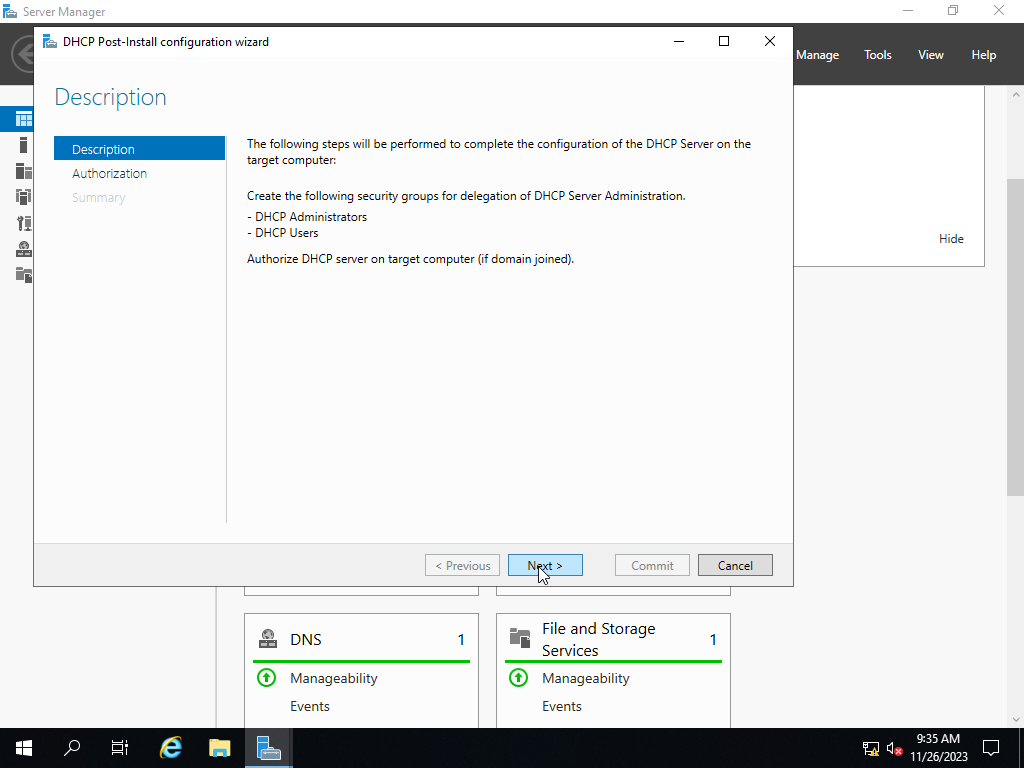 Server Manager
DHCP Post-Install configuration wizard
Manage Tools View Help
Description
Description
Authorization
Summary
The following steps will be performed to complete the configuration of the DHCP Server on the
target computer:
Create the following security groups for delegation of DHCP Server Administration.
- DHCP Administrators
- DHCP Users
Authorize DHCP server on target computer (if domain joined).
Hide
< Previous Next > Commit Cancel
DNS 1
Manageability
Events
File and Storage
Services 1
Manageability
Events
9:35 AM
11/26/2023